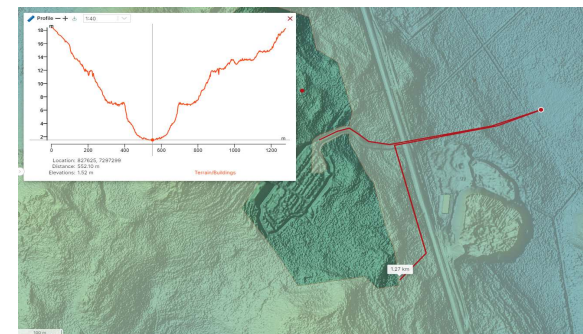 Profile 1:40
m
18
16
14
12
10
8
6
4
2
m
0 200 400 600 800 1000 1200
Location: 827625, 7297299
Distance: 552.10 m
Elevations: 1.52 m
Terrain/Buildings
1.27 km
100 m